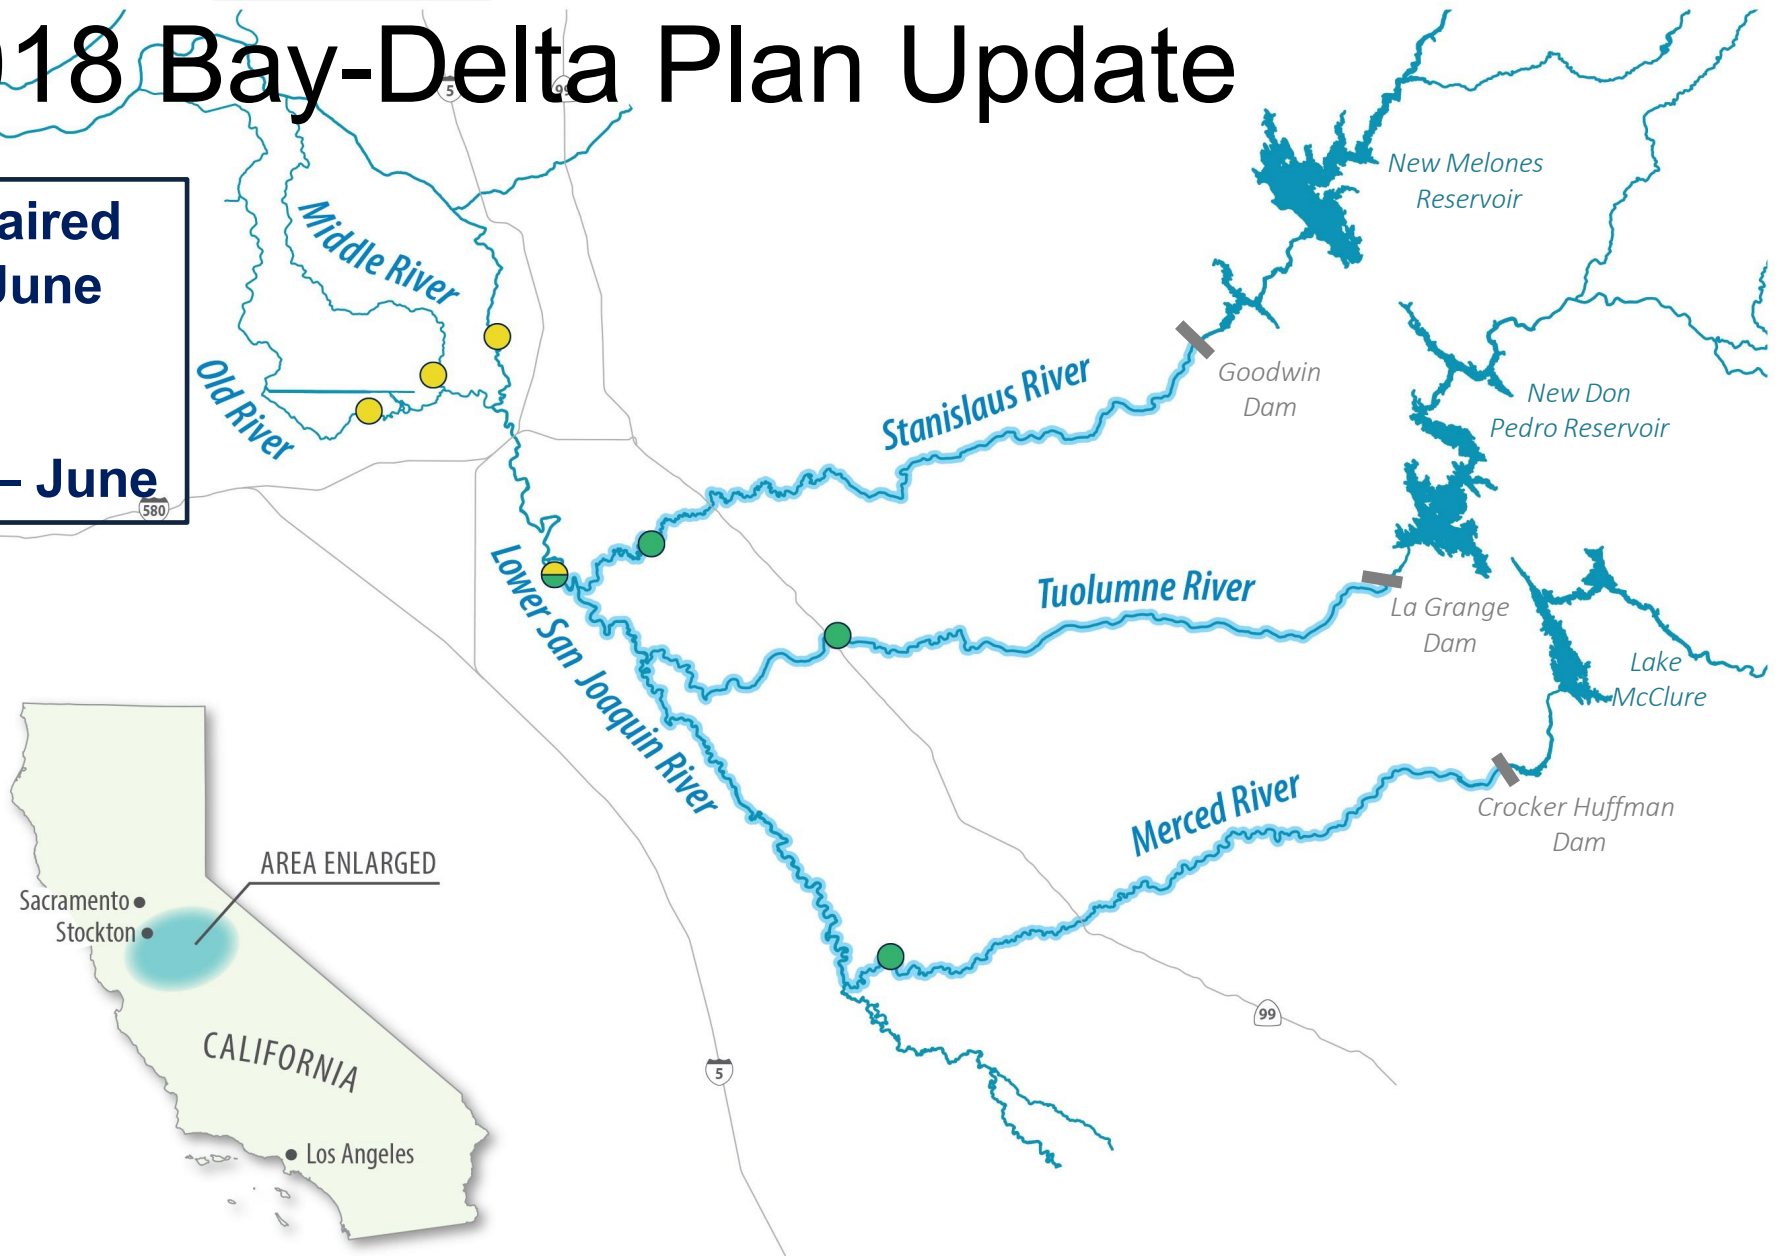 018 Bay-Delta Plan Update
5
99
aired
June
– June
580
Middle River
Old River
New Melones
Reservoir
Goodwin
Dam
Stanislaus River
New Don
Pedro Reservoir
Lower San Joaquin River
Tuolumne River
La Grange
Dam
Lake
McClure
Merced River
Crocker Huffman
Dam
AREA ENLARGED
Sacramento
Stockton
CALIFORNIA
Los Angeles
5
99